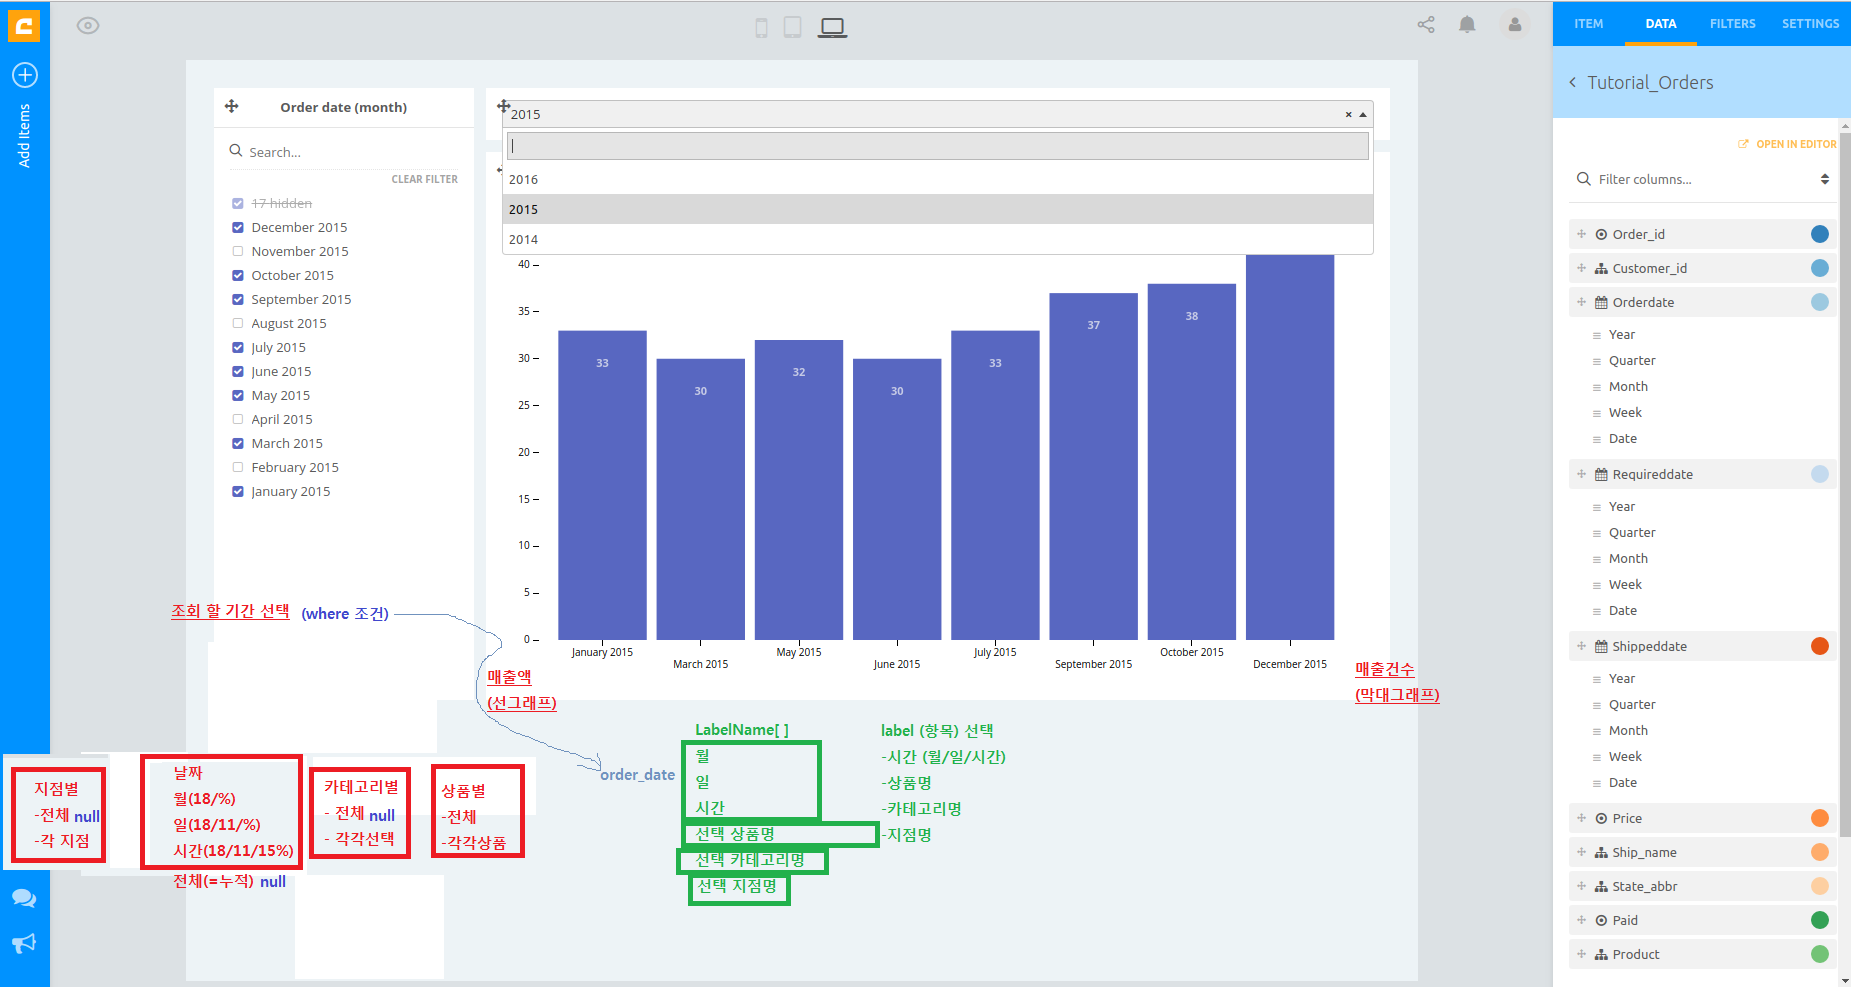 Add Items
Order date (month)
Search...
CLEAR FILTER
17 hidden
December 2015
November 2015
October 2015
September 2015
August 2015
July 2015
June 2015
May 2015
April 2015
March 2015
February 2015
January 2015
2015
×
2016
2015
2014
40
35
30
25
20
15
10
5
0
33
30
32
30
33
37
38
January 2015
March 2015
May 2015
June 2015
July 2015
September 2015
October 2015
December 2015
조회 할 기간 선택 (where 조건)
매출액
(선그래프)
매출건수
(막대그래프)
order_date
LabelName[ ]
월
일
시간
선택 상품명
선택 카테고리명
선택 지점명
label (항목) 선택
-시간 (월/일/시간)
-상품명
-카테고리명
-지점명
지점별
-전체 null
-각 지점
날짜
월(18/%)
일(18/11/%)
시간(18/11/15%)
전체(=누적) null
카테고리별
- 전체 null
- 각각선택
상품별
-전체
-각각상품
ITEM
DATA
FILTERS
SETTINGS
Tutorial_Orders
OPEN IN EDITOR
Filter columns...
Order_id
Customer_id
Orderdate
Year
Quarter
Month
Week
Date
Requireddate
Year
Quarter
Month
Week
Date
Shippeddate
Year
Quarter
Month
Week
Date
Price
Ship_name
State_abbr
Paid
Product